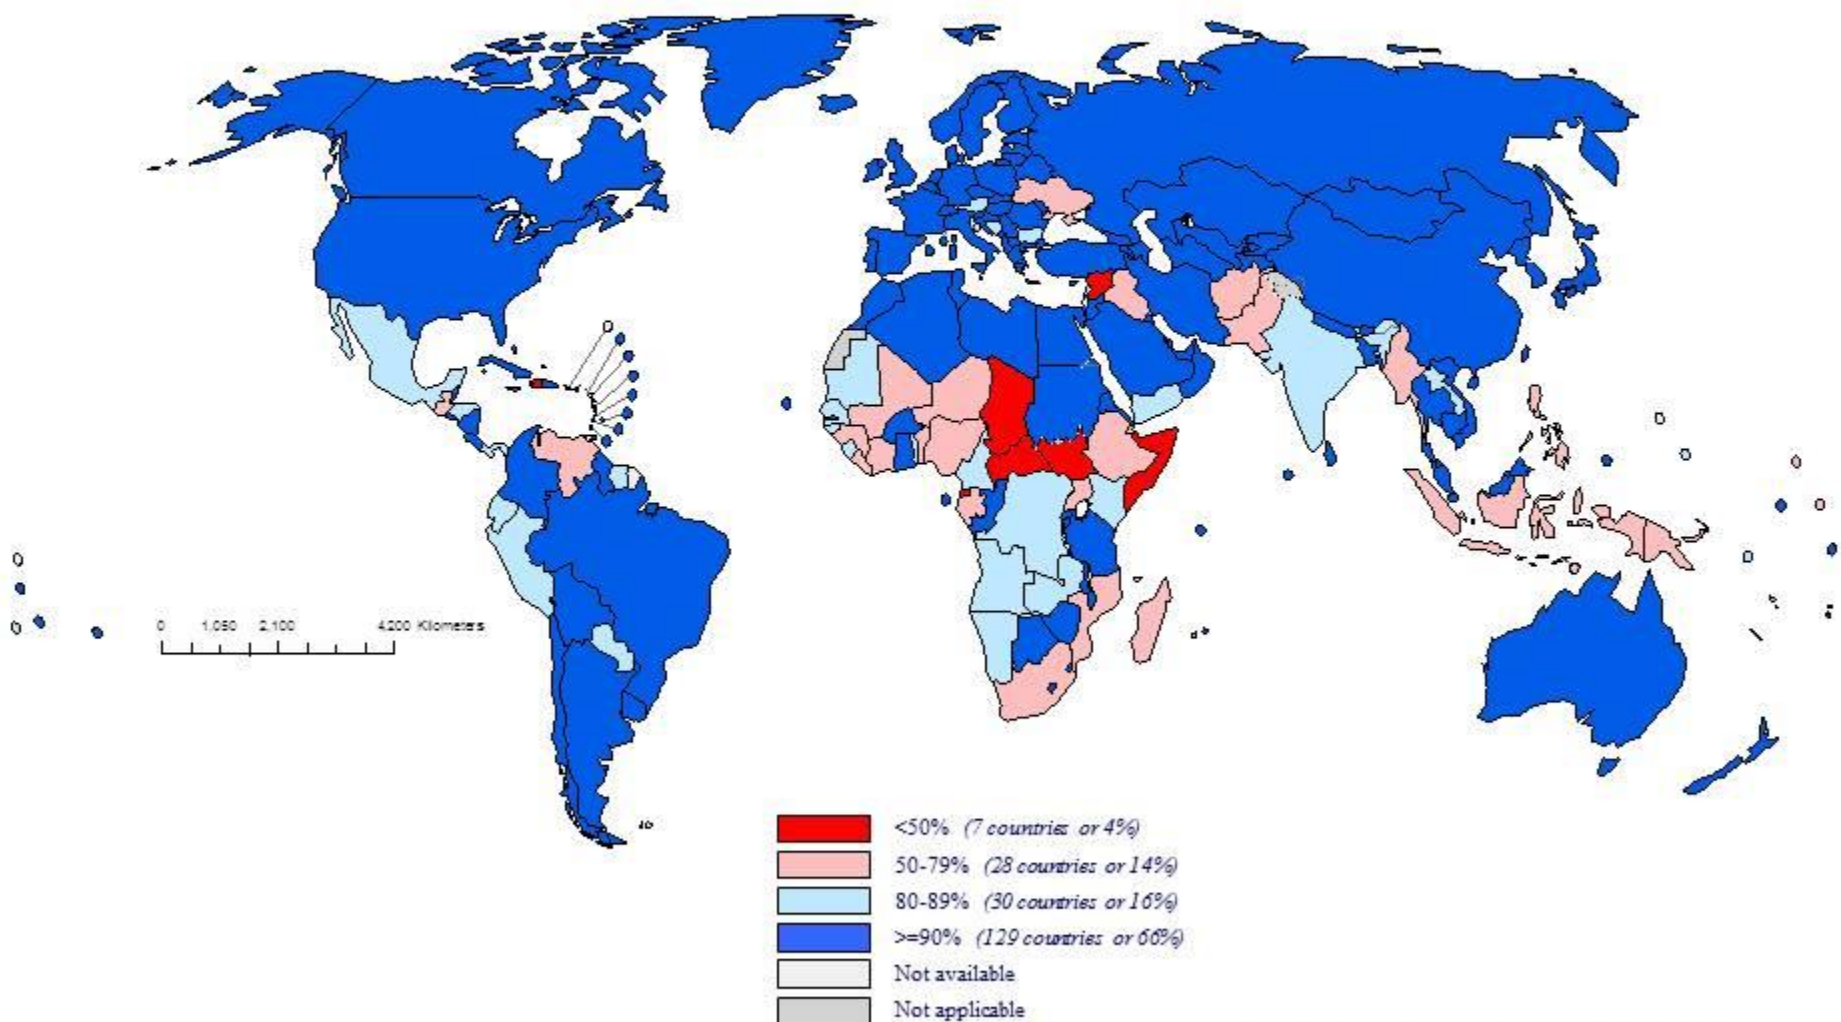 0 1,050 2,100 4,200 Kilometers
<50% (7 countries or 4%)
50-79% (28 countries or 14%)
80-89% (30 countries or 16%)
>=90% (129 countries or 66%)
Not available
Not applicable